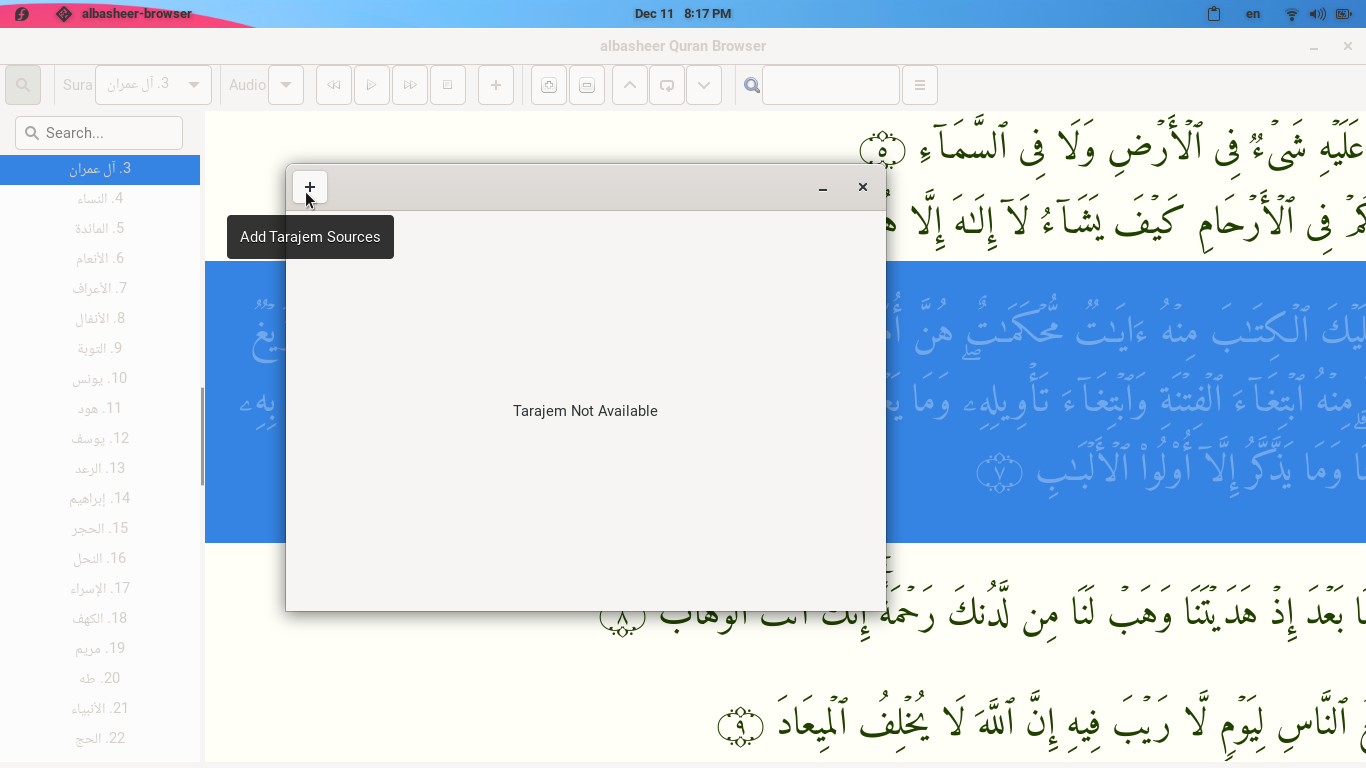 albasheer-browser
Dec 11 8:17 PM
en
albasheer Quran Browser
Sura
3. آل عمران
Audio
Search...
3. آل عمران
4. النساء
5. المائدة
6. الأنعام
7. الأعراف
8. الأنفال
9. التوبة
10. يونس
11. هود
12. يوسف
13. الرعد
14. إبراهيم
15. الحجر
16. النحل
17. الإسراء
18. الكهف
19. مريم
20. طه
21. الأنبياء
22. الحج
Add Tarajem Sources
Tarajem Not Available
عَلَيۡهِ شَيۡءٌ فِي ٱلۡأَرۡضِ وَلَا فِي ٱلسَّمَآءِ ٥
فِي ٱلۡأَرۡحَامِ كَيۡفَ يَشَآءُۚ لَآ إِلَٰهَ إِلَّا
ٱلۡكِتَٰبَ مِنۡهُ ءَايَٰتٞ مُّحۡكَمَٰتٌ هُنَّ
مِنۡهُ ٱبۡتِغَآءَ ٱلۡفِتۡنَةِ وَٱبۡتِغَآءَ تَأۡوِيلِهِۦۖ وَمَا
وَمَا يَذَّكَّرُ إِلَّآ أُوْلُواْ ٱلۡأَلۡبَٰبِ ٧
بَعۡدَ إِذۡ هَدَيۡتَنَا وَهَبۡ لَنَا مِن لَّدُنكَ رَحۡمَةًۚ إِنَّكَ أَنتَ ٱلۡوَهَّابُ ٨
ٱلنَّاسِ لِيَوۡمٖ لَّا رَيۡبَ فِيهِۚ إِنَّ ٱللَّهَ لَا يُخۡلِفُ ٱلۡمِيعَادَ ٩